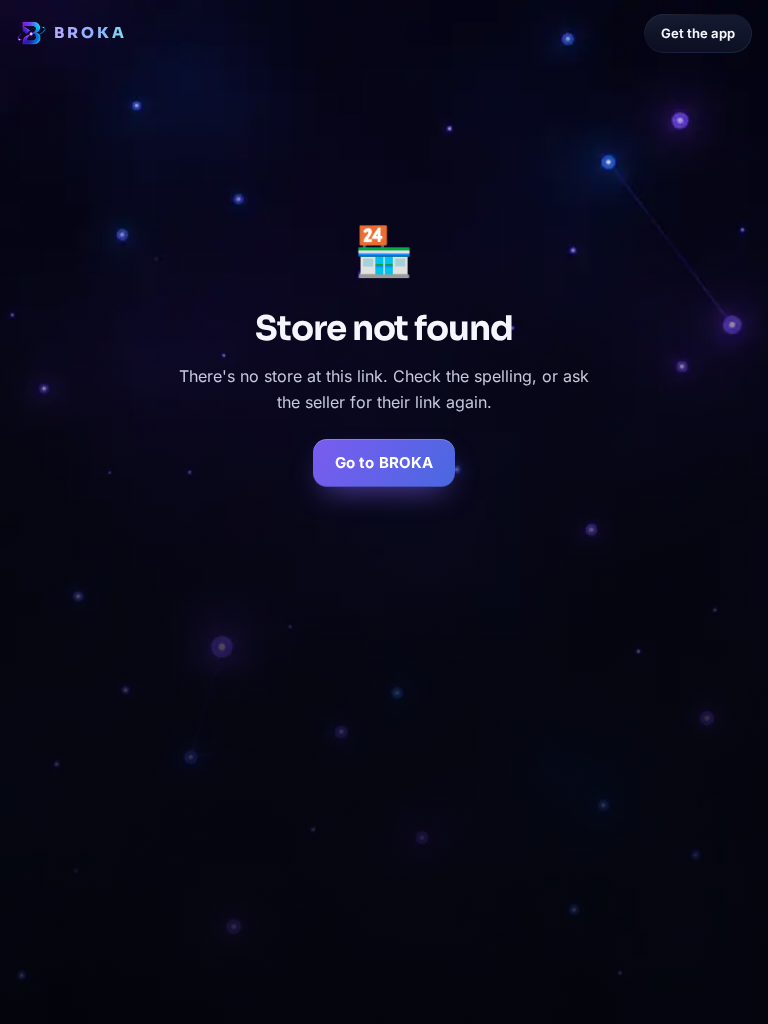 BROKA
Get the app
24
Store not found
There's no store at this link. Check the spelling, or ask
the seller for their link again.
Go to BROKA